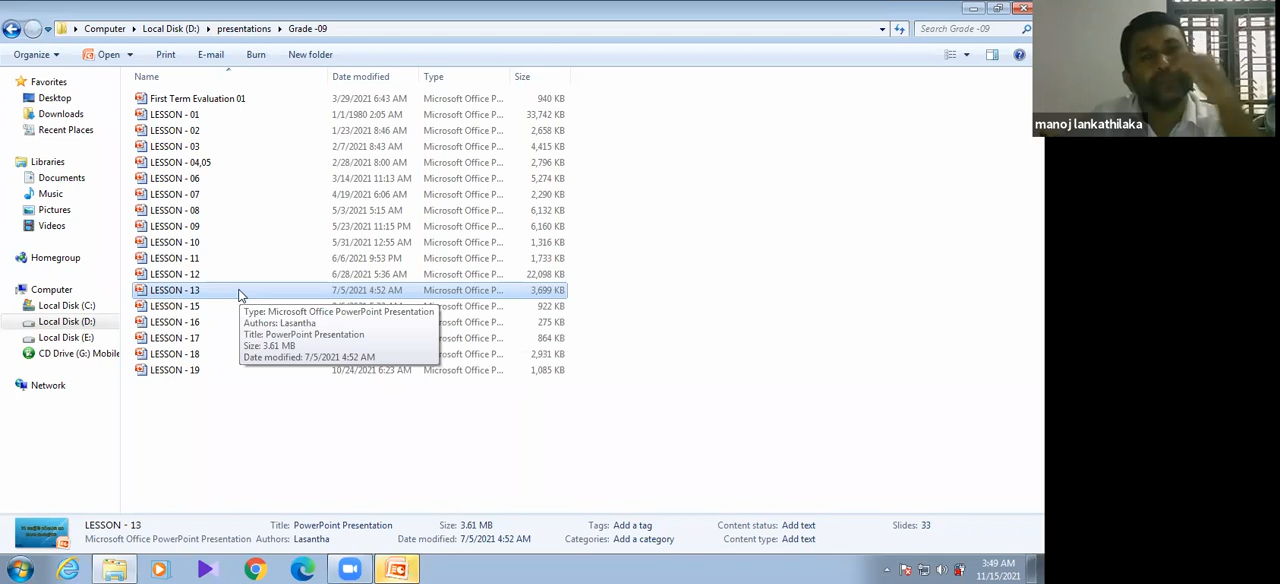 Computer Local Disk (D:) presentations Grade -09 Search Grade -09
Organize Open Print E-mail Burn New folder
Name Date modified Type Size
Favorites
Desktop
Downloads
Recent Places
Libraries
Documents
Music
Pictures
Videos
Homegroup
Computer
Local Disk (C:)
Local Disk (D:)
Local Disk (E:)
CD Drive (G:) Mobile
Network
First Term Evaluation 01 3/29/2021 6:43 AM Microsoft Office P... 940 KB
LESSON - 01 1/1/1980 2:05 AM Microsoft Office P... 33,742 KB
LESSON - 02 1/23/2021 8:46 AM Microsoft Office P... 2,658 KB
LESSON - 03 2/7/2021 8:43 AM Microsoft Office P... 4,415 KB
LESSON - 04,05 2/28/2021 8:00 AM Microsoft Office P... 2,796 KB
LESSON - 06 3/14/2021 11:13 AM Microsoft Office P... 5,274 KB
LESSON - 07 4/19/2021 6:06 AM Microsoft Office P... 2,290 KB
LESSON - 08 5/3/2021 5:15 AM Microsoft Office P... 6,132 KB
LESSON - 09 5/23/2021 11:15 PM Microsoft Office P... 6,160 KB
LESSON - 10 5/31/2021 12:55 AM Microsoft Office P... 1,316 KB
LESSON - 11 6/6/2021 9:53 PM Microsoft Office P... 1,733 KB
LESSON - 12 6/28/2021 5:36 AM Microsoft Office P... 22,098 KB
LESSON - 13 7/5/2021 4:52 AM Microsoft Office P... 3,699 KB
LESSON - 15 Microsoft Office P... 922 KB
LESSON - 16 Microsoft Office P... 275 KB
LESSON - 17 Microsoft Office P... 864 KB
LESSON - 18 Microsoft Office P... 2,931 KB
LESSON - 19 10/24/2021 6:23 AM Microsoft Office P... 1,085 KB
Type: Microsoft Office PowerPoint Presentation
Authors: Lasantha
Title: PowerPoint Presentation
Size: 3.61 MB
Date modified: 7/5/2021 4:52 AM
manoj lankathilaka
LESSON - 13 Title: PowerPoint Presentation Size: 3.61 MB Tags: Add a tag Content status: Add text Slides: 33
Microsoft Office PowerPoint Presentation Authors: Lasantha Date modified: 7/5/2021 4:52 AM Categories: Add a category Content type: Add text
3:49 AM
11/15/2021